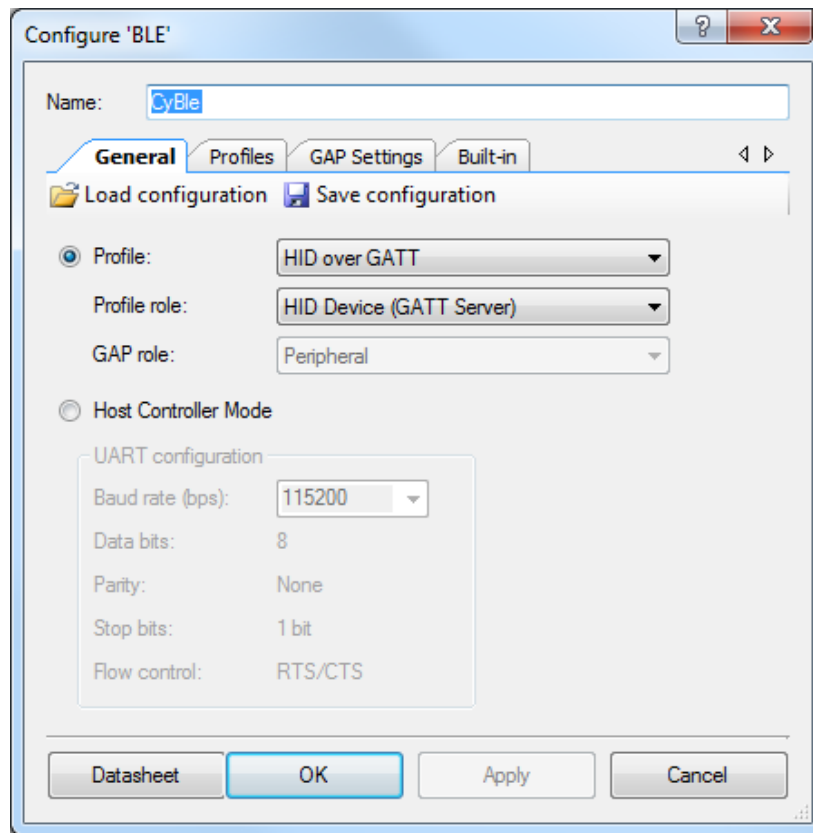 Configure 'BLE'
Name: CyBle
General Profiles GAP Settings Built-in
Load configuration Save configuration
Profile: HID over GATT
Profile role: HID Device (GATT Server)
GAP role: Peripheral
Host Controller Mode
UART configuration
Baud rate (bps): 115200
Data bits: 8
Parity: None
Stop bits: 1 bit
Flow control: RTS/CTS
Datasheet OK Apply Cancel